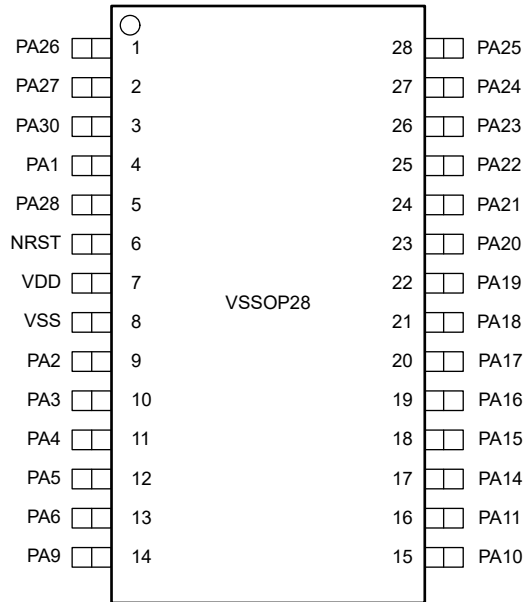 PA26 1 28 PA25
PA27 2 27 PA24
PA30 3 26 PA23
PA1 4 25 PA22
PA28 5 24 PA21
NRST 6 23 PA20
VDD 7 22 PA19
VSSOP28
VSS 8 21 PA18
PA2 9 20 PA17
PA3 10 19 PA16
PA4 11 18 PA15
PA5 12 17 PA14
PA6 13 16 PA11
PA9 14 15 PA10